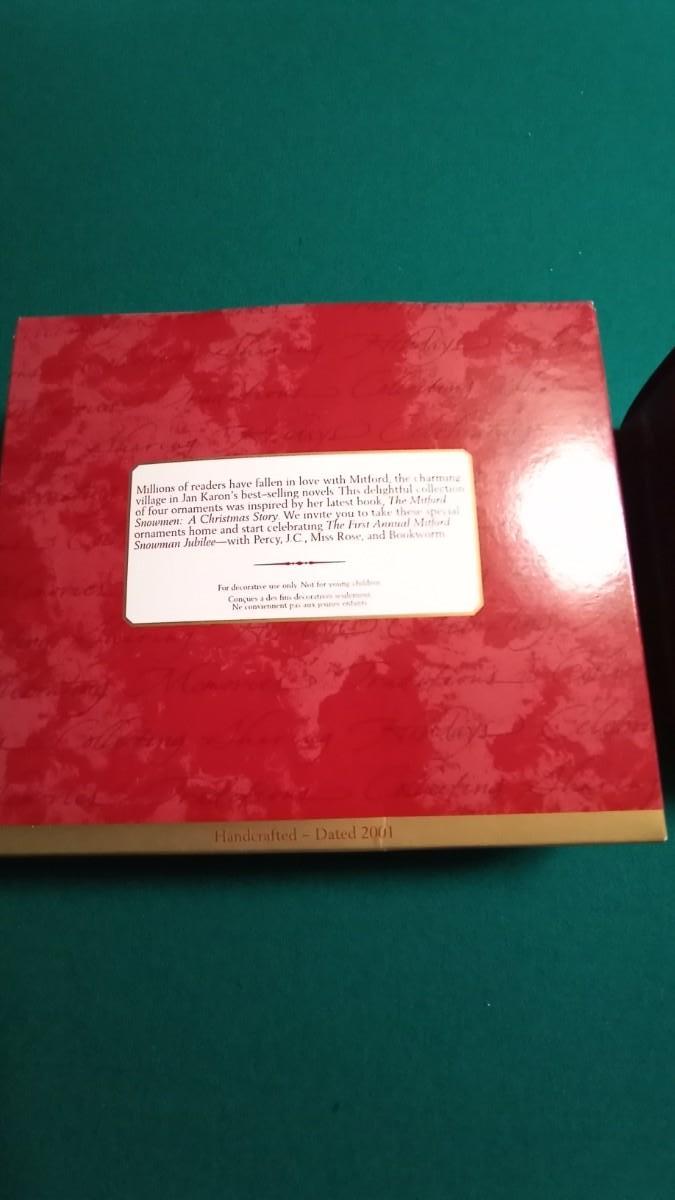 Millions of readers have fallen in love with Mitford, the charming
village in Jan Karon's best-selling novels. This delightful collection
of four ornaments was inspired by her latest book, The Mitford
Snowmen: A Christmas Story. We invite you to take these special
ornaments home and start celebrating The First Annual Mitford
Snowman Jubilee—with Percy, J.C., Miss Rose, and Bookworm.
For decorative use only. Not for young children.
Conçues à des fins décoratives seulement.
Ne conviennent pas aux jeunes enfants.
Collecting Sharing Holidays
Handcrafted – Dated 2001